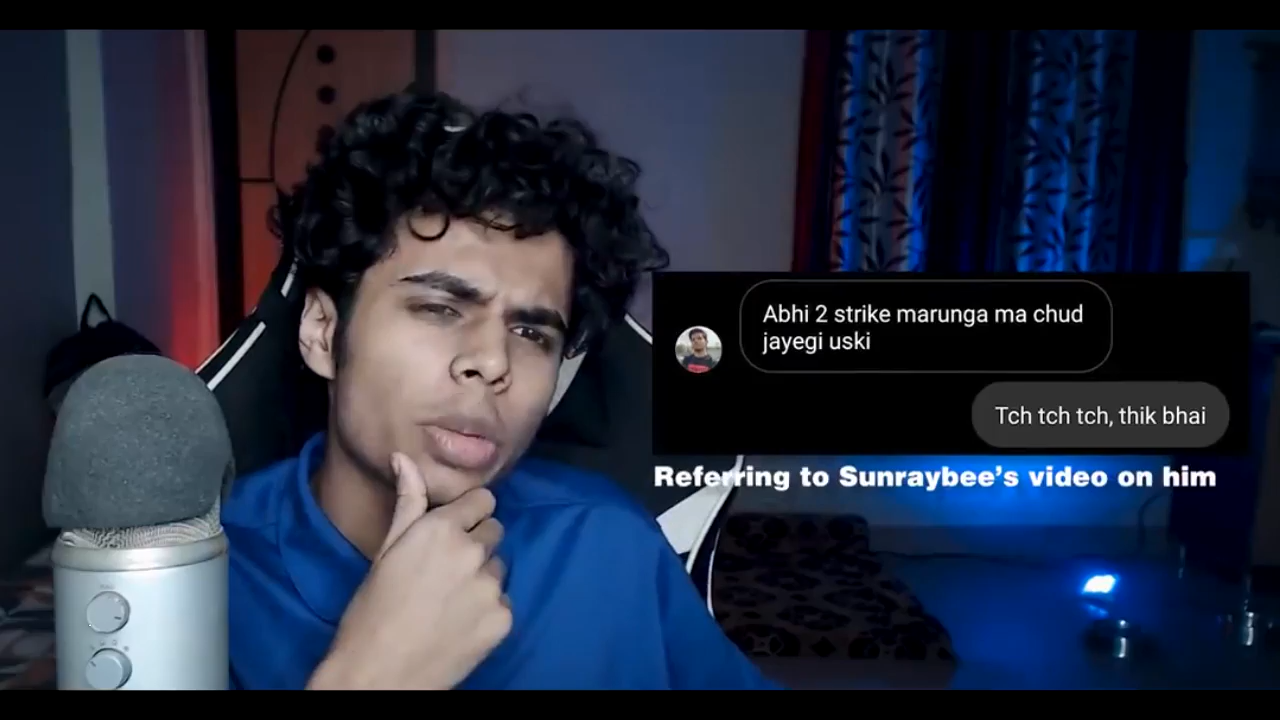 Abhi 2 strike marunga ma chud
jayegi uski
Tch tch tch, thik bhai
Referring to Sunraybee's video on him